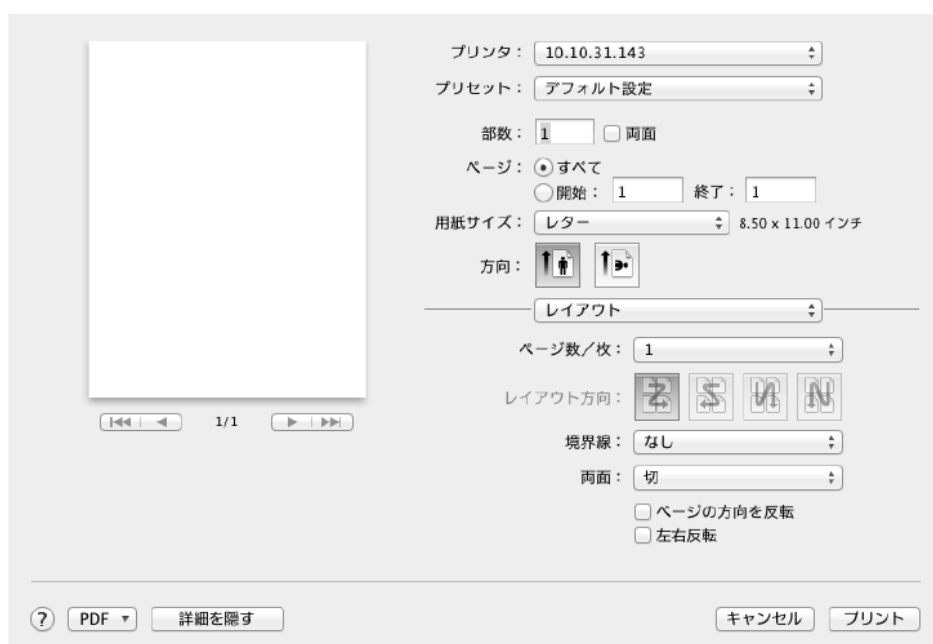 プリンタ： 10.10.31.143
プリセット： デフォルト設定
部数： 1 両面
ページ： すべて
開始： 1 終了： 1
用紙サイズ： レター 8.50 x 11.00 インチ
方向：
レイアウト
ページ数／枚： 1
レイアウト方向：
1/1
境界線： なし
両面： 切
ページの方向を反転
左右反転
? PDF 詳細を隠す キャンセル プリント